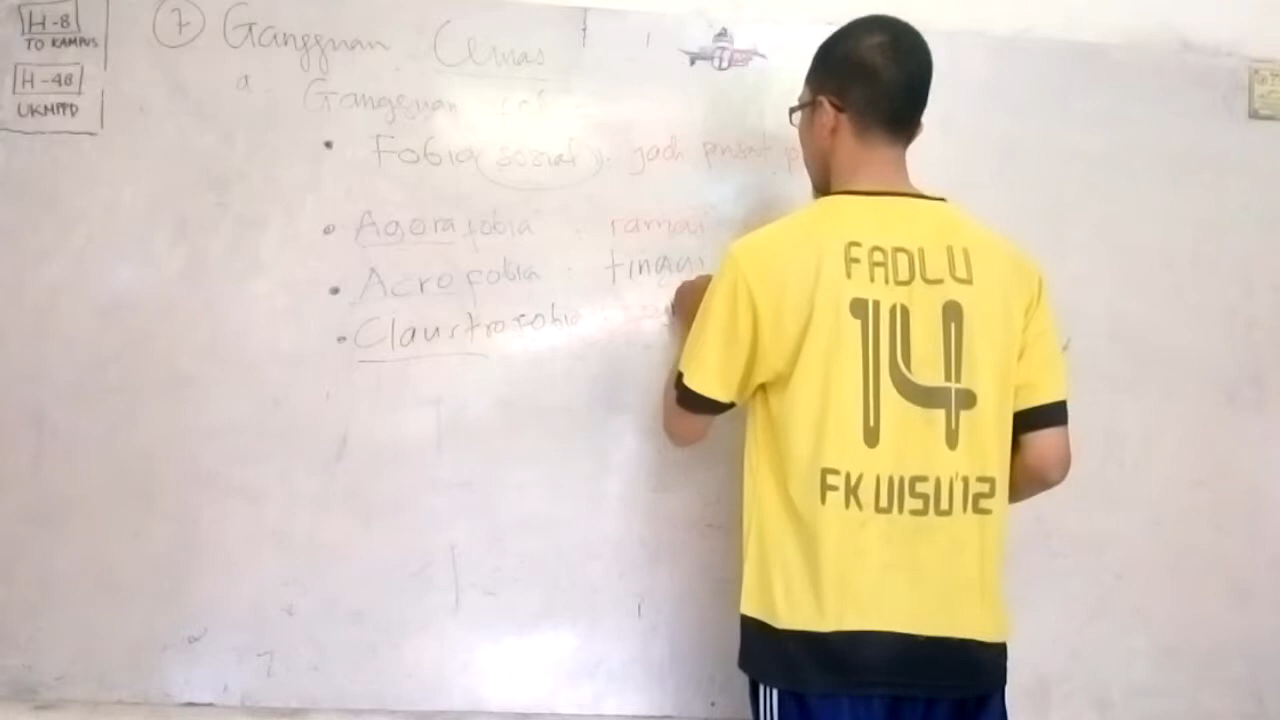 H-8
TO KAMPUS
H-48
UKMPPD
7 Gangguan Cemas
a. Gangguan
• Fobia sosial : jadi pusat
• Agorafobia : ramai
• Acrofobia : tinggi
• Claustrofobia :
FADLU
14
FK UISU'12